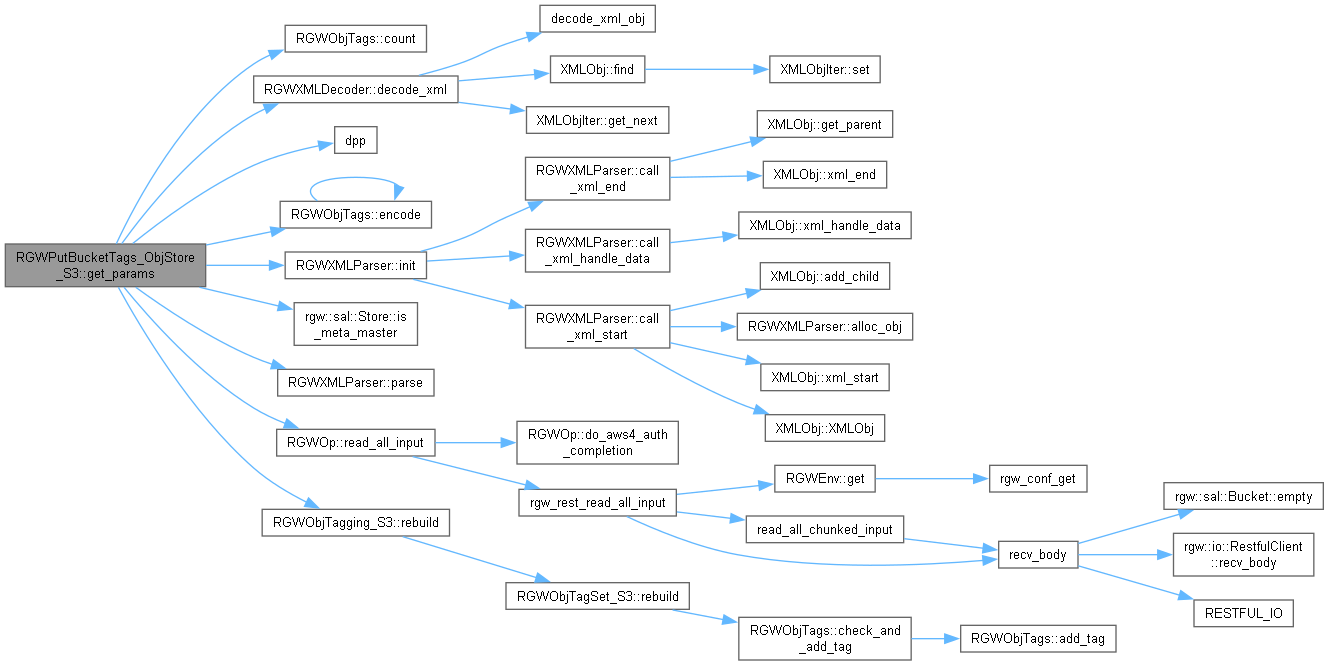 RGWPutBucketTags_ObjStore
_S3::get_params
RGWObjTags::count
RGWXMLDecoder::decode_xml
decode_xml_obj
XMLObj::find
XMLObjIter::set
XMLObjIter::get_next
dpp
RGWObjTags::encode
RGWXMLParser::init
RGWXMLParser::call
_xml_end
XMLObj::get_parent
XMLObj::xml_end
RGWXMLParser::call
_xml_handle_data
XMLObj::xml_handle_data
RGWXMLParser::call
_xml_start
XMLObj::add_child
RGWXMLParser::alloc_obj
XMLObj::xml_start
XMLObj::XMLObj
rgw::sal::Store::is
_meta_master
RGWXMLParser::parse
RGWOp::read_all_input
RGWOp::do_aws4_auth
_completion
rgw_rest_read_all_input
RGWEnv::get
rgw_conf_get
read_all_chunked_input
recv_body
rgw::sal::Bucket::empty
rgw::io::RestfulClient
::recv_body
RESTFUL_IO
RGWObjTagging_S3::rebuild
RGWObjTagSet_S3::rebuild
RGWObjTags::check_and
_add_tag
RGWObjTags::add_tag